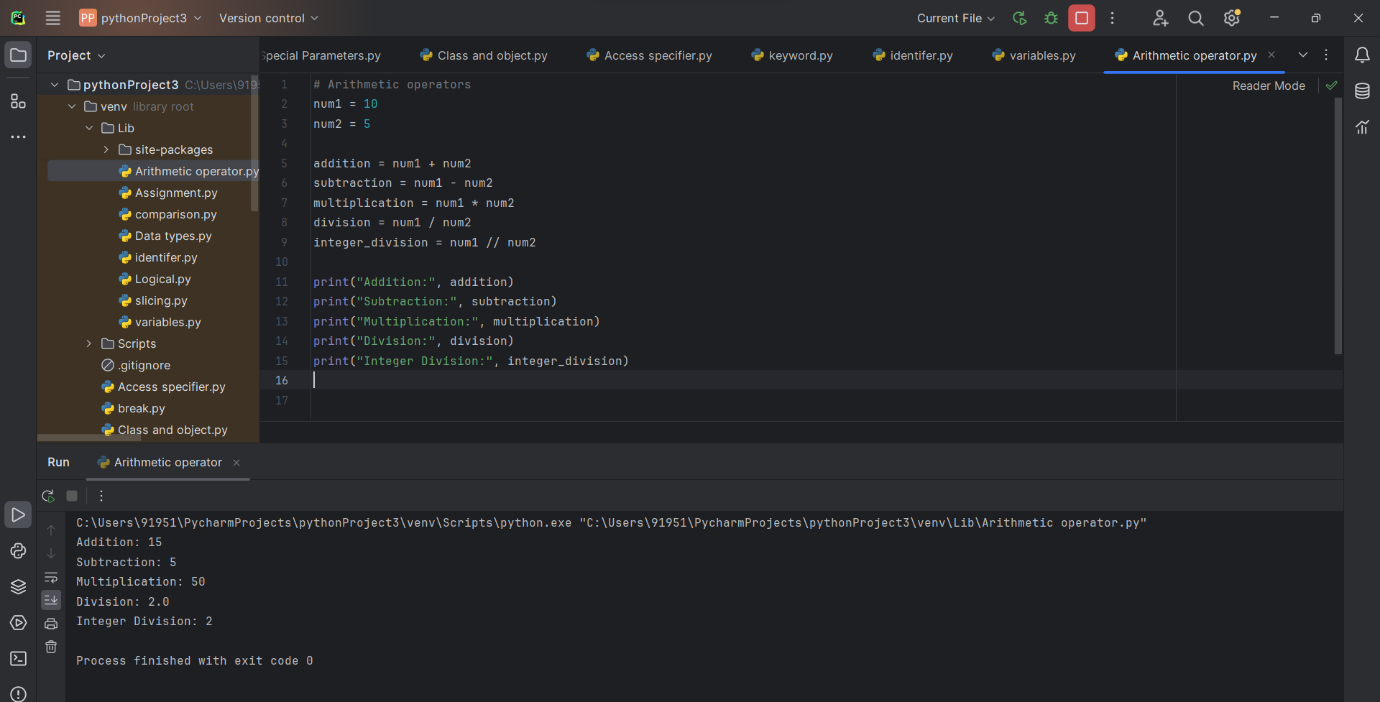 PC PP pythonProject3 Version control Current File
Project
Special Parameters.py Class and object.py Access specifier.py keyword.py identifer.py variables.py Arithmetic operator.py
pythonProject3 C:\Users\919
venv library root
Lib
site-packages
Arithmetic operator.py
Assignment.py
comparison.py
Data types.py
identifer.py
Logical.py
slicing.py
variables.py
Scripts
.gitignore
Access specifier.py
break.py
Class and object.py
Reader Mode
1 # Arithmetic operators
2 num1 = 10
3 num2 = 5
4
5 addition = num1 + num2
6 subtraction = num1 - num2
7 multiplication = num1 * num2
8 division = num1 / num2
9 integer_division = num1 // num2
10
11 print("Addition:", addition)
12 print("Subtraction:", subtraction)
13 print("Multiplication:", multiplication)
14 print("Division:", division)
15 print("Integer Division:", integer_division)
16
17
Run Arithmetic operator
C:\Users\91951\PycharmProjects\pythonProject3\venv\Scripts\python.exe "C:\Users\91951\PycharmProjects\pythonProject3\venv\Lib\Arithmetic operator.py"
Addition: 15
Subtraction: 5
Multiplication: 50
Division: 2.0
Integer Division: 2
Process finished with exit code 0